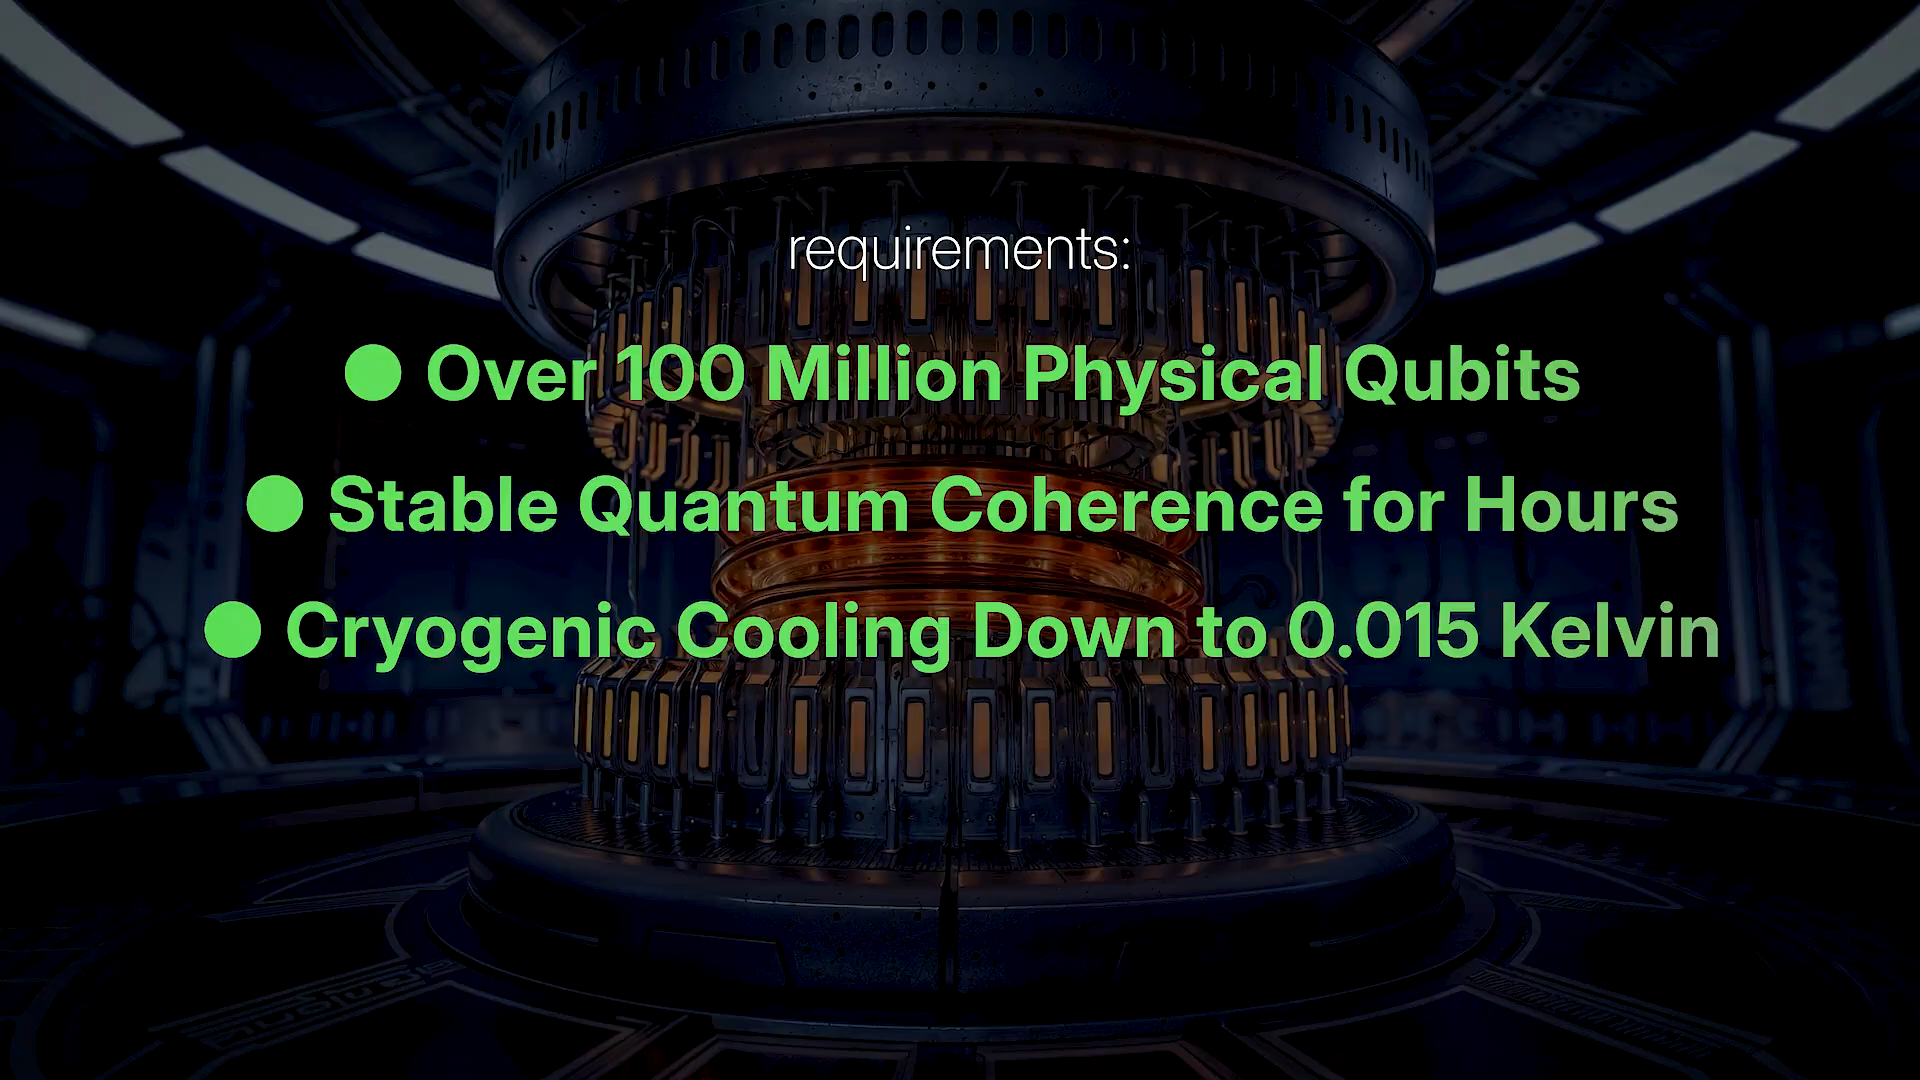 requirements:
● Over 100 Million Physical Qubits
● Stable Quantum Coherence for Hours
● Cryogenic Cooling Down to 0.015 Kelvin